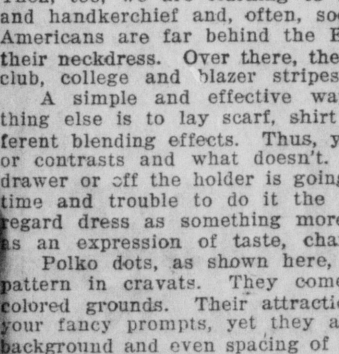 and handkerchief and, often, so
Americans are far behind the E
their neckdress. Over there, the
club, college and blazer stripes
A simple and effective wa
thing else is to lay scarf, shirt
ferent blending effects. Thus, y
or contrasts and what doesn't.
drawer or off the holder is going
time and trouble to do it the
regard dress as something more
as an expression of taste, cha
Polko dots, as shown here,
pattern in cravats. They come
colored grounds. Their attracti
your fancy prompts, yet they a
background and even spacing of